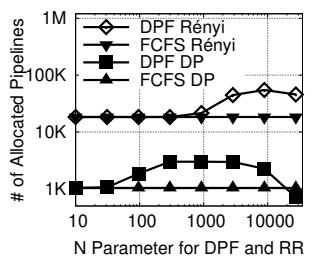 1M
100K
10K
1K
# of Allocated Pipelines
DPF Rényi
FCFS Rényi
DPF DP
FCFS DP
10 100 1000 10000
N Parameter for DPF and RR